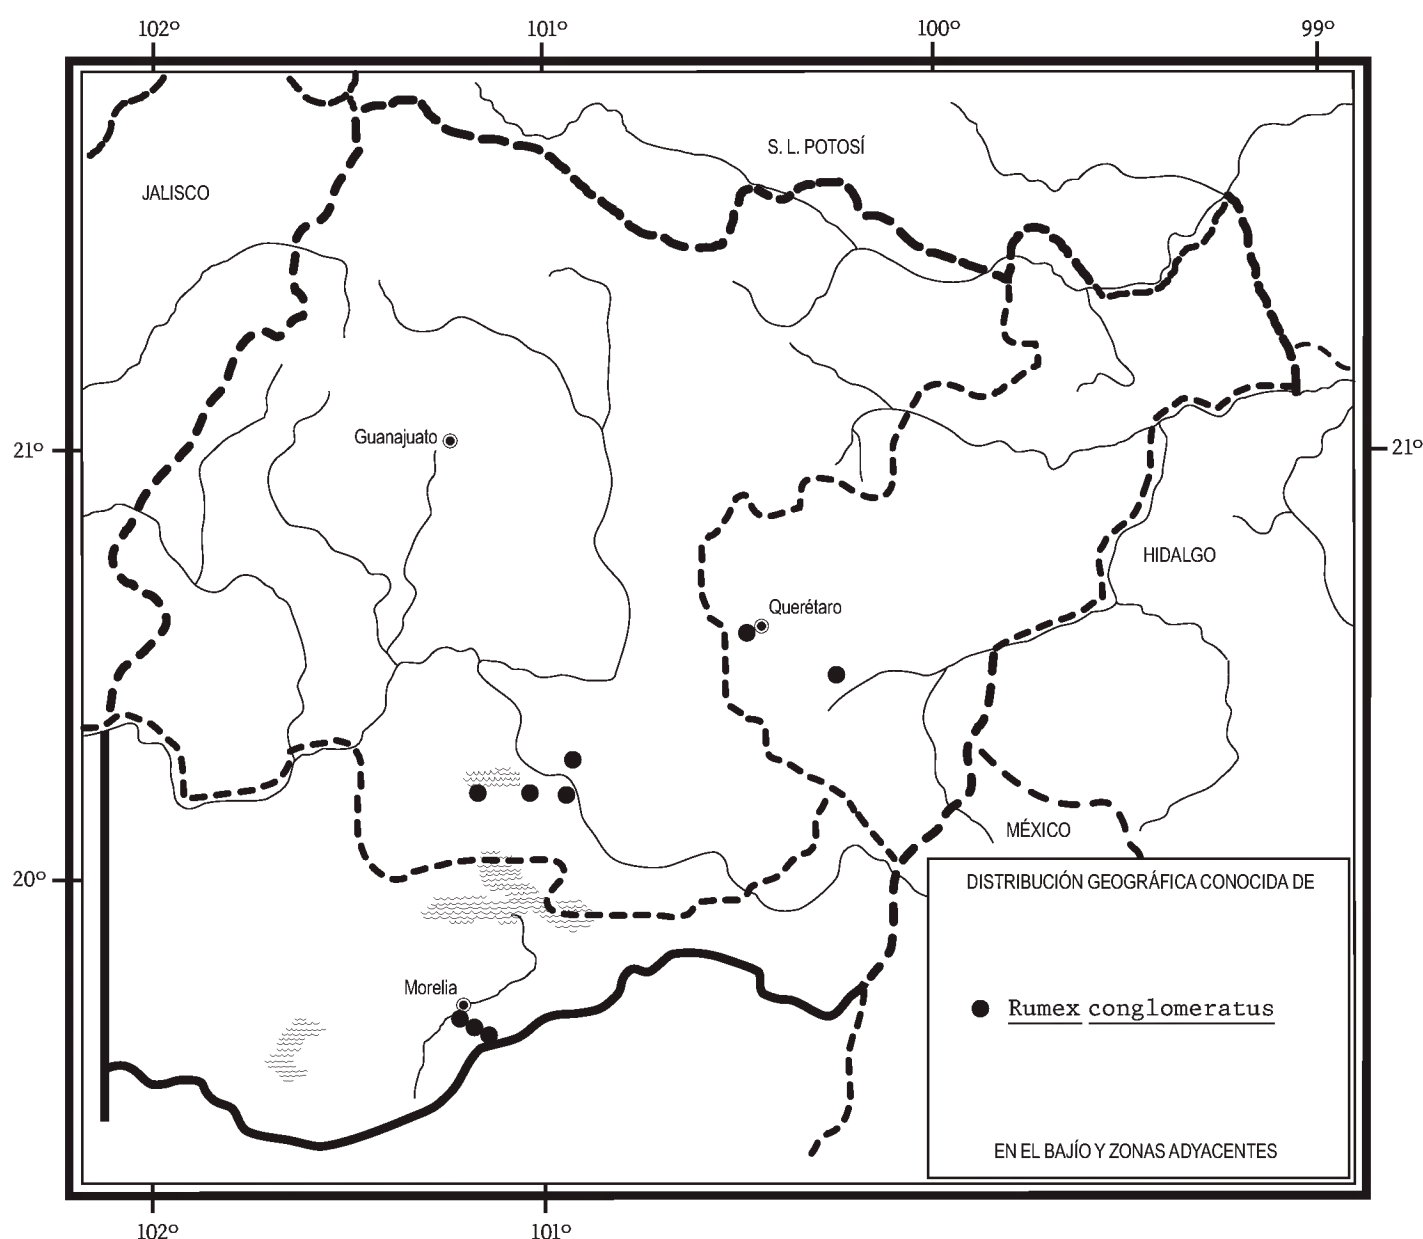 102º 101º 100º 99º
S. L. POTOSÍ
JALISCO
Guanajuato
21º 21º
HIDALGO
Querétaro
MÉXICO
20º
DISTRIBUCIÓN GEOGRÁFICA CONOCIDA DE
Morelia
Rumex conglomeratus
EN EL BAJÍO Y ZONAS ADYACENTES
102º 101º